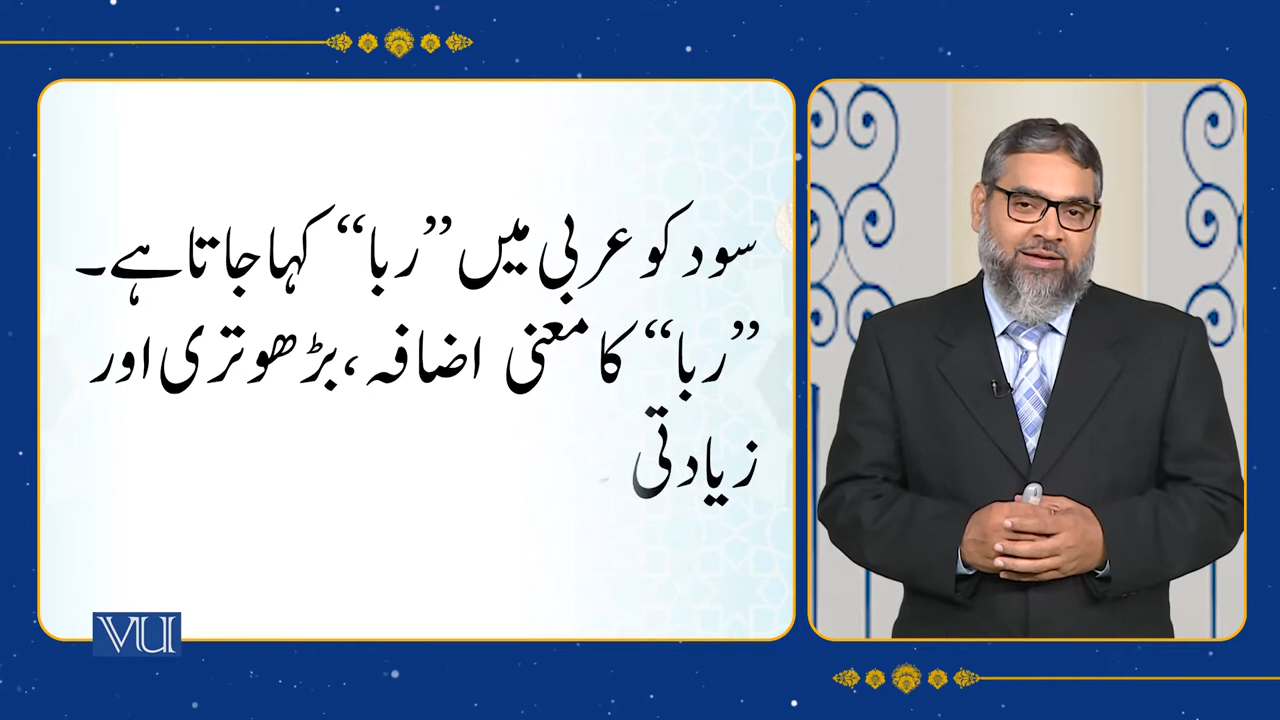 سود کو عربی میں ”ربا“ کہا جاتا ہے۔
”ربا“ کا معنی اضافہ، بڑھوتری اور
زیادتی
VU